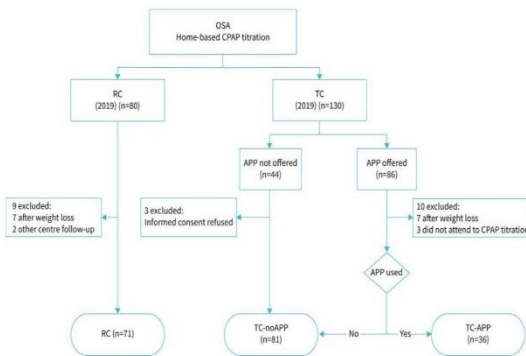 OSA
Home-based CPAP titration
RC
(2019) (n=80)
TC
(2019) (n=130)
APP not offered
(n=44)
APP offered
(n=86)
9 excluded:
7 after weight loss
2 other centre follow-up
3 excluded:
Informed consent refused
10 excluded:
7 after weight loss
3 did not attend to CPAP titration
APP used
No
Yes
RC (n=71)
TC-noAPP
(n=81)
TC-APP
(n=36)